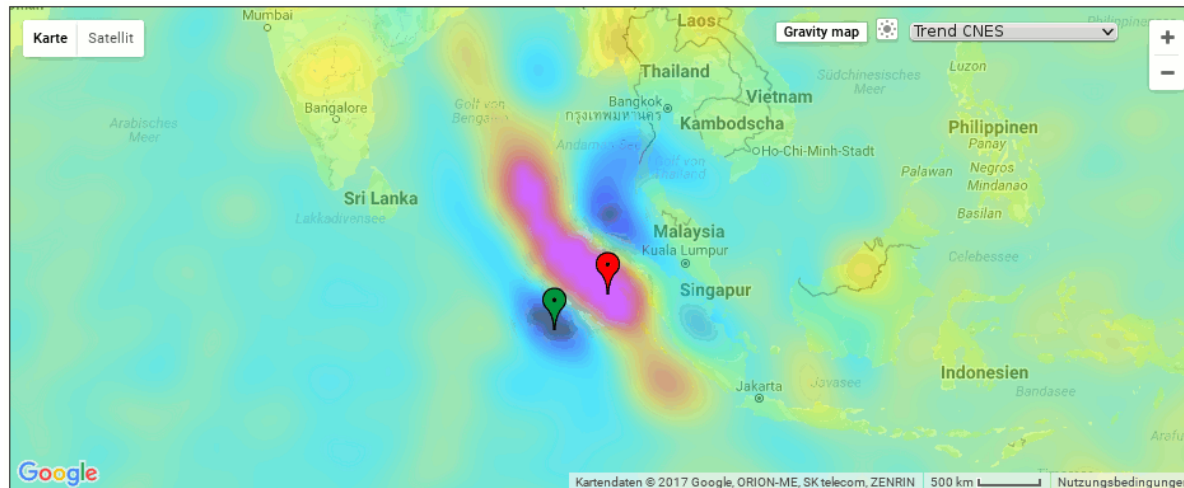 Mumbai
Laos
Philippinensee
Karte Satellit
Gravity map
Trend CNES
+
−
Luzon
Thailand
Südchinesisches
Meer
Vietnam
Bangkok
กรุงเทพมหานคร
Golf von
Bengalen
Bangalore
Arabisches
Meer
Kambodscha
Philippinen
Panay
Andamanensee
Ho-Chi-Minh-Stadt
Golf von
Thailand
Palawan
Negros
Mindanao
Sri Lanka
Lakkadivensee
Basilan
Malaysia
Kuala Lumpur
Celebessee
Singapur
Indonesien
Jakarta
Javasee
Bandasee
Google
Kartendaten © 2017 Google, ORION-ME, SK telecom, ZENRIN
500 km
Nutzungsbedingungen